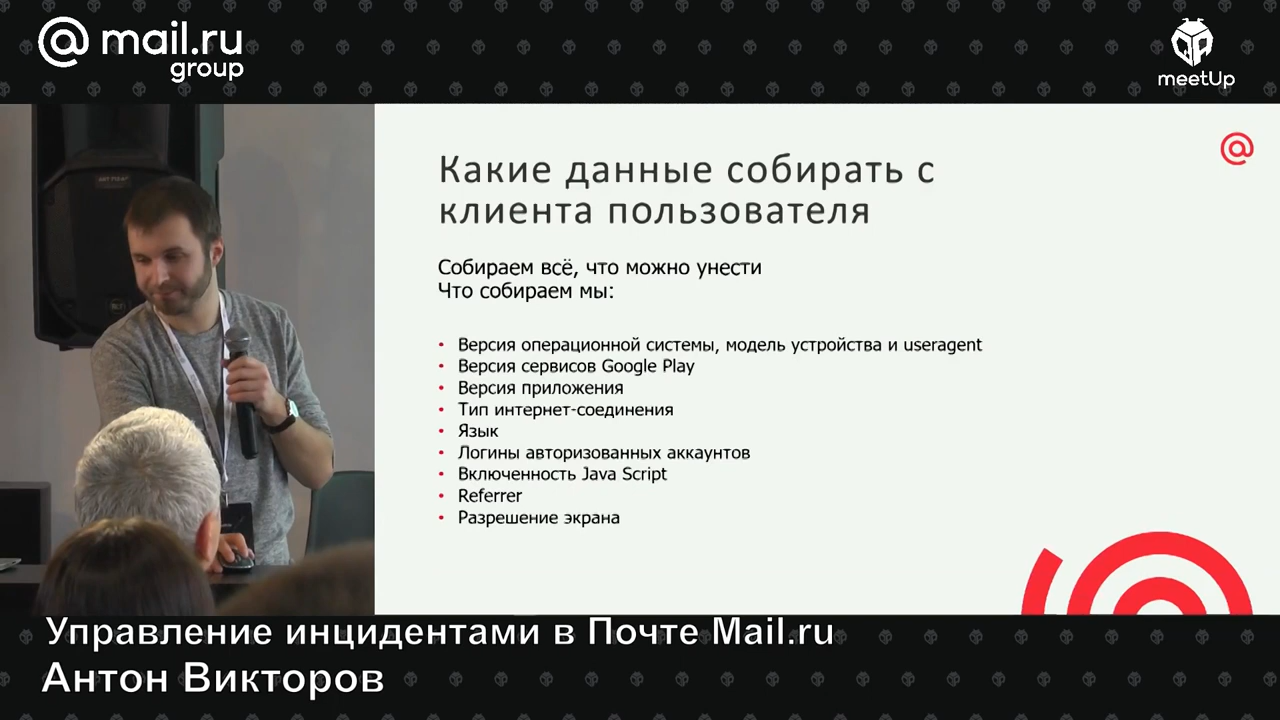 @mail.ru
group
QA
meetUp
Какие данные собирать с
клиента пользователя
Собираем всё, что можно унести
Что собираем мы:
• Версия операционной системы, модель устройства и useragent
• Версия сервисов Google Play
• Версия приложения
• Тип интернет-соединения
• Язык
• Логины авторизованных аккаунтов
• Включенность Java Script
• Referrer
• Разрешение экрана
Управление инцидентами в Почте Mail.ru
Антон Викторов